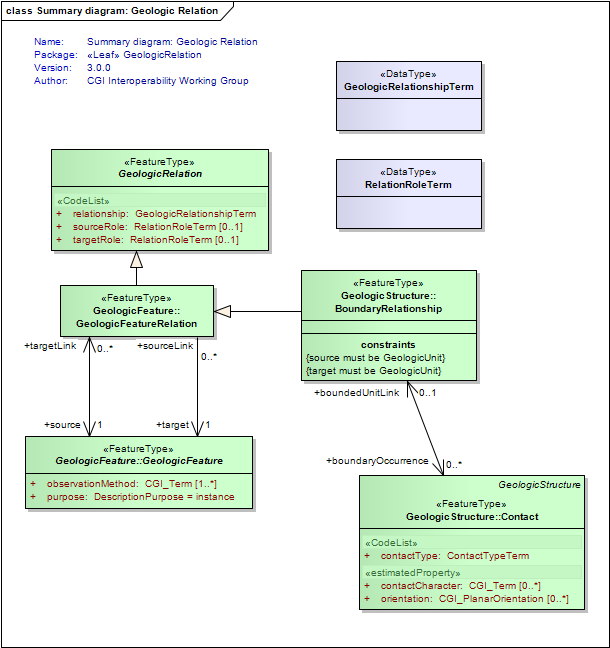 class Summary diagram: Geologic Relation
Name: Summary diagram: Geologic Relation
Package: «Leaf» GeologicRelation
Version: 3.0.0
Author: CGI Interoperability Working Group
«DataType»
GeologicRelationshipTerm
«DataType»
RelationRoleTerm
«FeatureType»
GeologicRelation
«CodeList»
+ relationship: GeologicRelationshipTerm
+ sourceRole: RelationRoleTerm [0..1]
+ targetRole: RelationRoleTerm [0..1]
«FeatureType»
GeologicFeature::
GeologicFeatureRelation
«FeatureType»
GeologicStructure::
BoundaryRelationship
constraints
{source must be GeologicUnit}
{target must be GeologicUnit}
+targetLink
0..*
+sourceLink
0..*
+source
1
+target
1
«FeatureType»
GeologicFeature::GeologicFeature
+ observationMethod: CGI_Term [1..*]
+ purpose: DescriptionPurpose = instance
+boundedUnitLink
0..1
+boundaryOccurrence
0..*
GeologicStructure
«FeatureType»
GeologicStructure::Contact
«CodeList»
+ contactType: ContactTypeTerm
«estimatedProperty»
+ contactCharacter: CGI_Term [0..*]
+ orientation: CGI_PlanarOrientation [0..*]